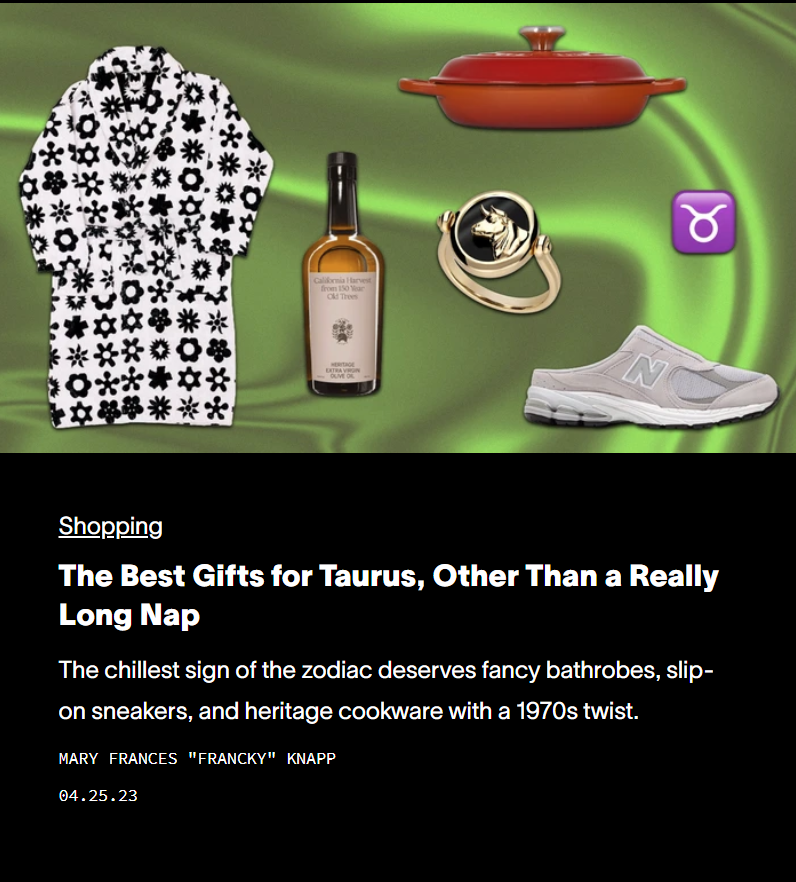 California Harvest
from 150 Year
Old Trees
HERITAGE
EXTRA VIRGIN
OLIVE OIL
N
Shopping
The Best Gifts for Taurus, Other Than a Really
Long Nap
The chillest sign of the zodiac deserves fancy bathrobes, slip-
on sneakers, and heritage cookware with a 1970s twist.
MARY FRANCES "FRANCKY" KNAPP
04.25.23